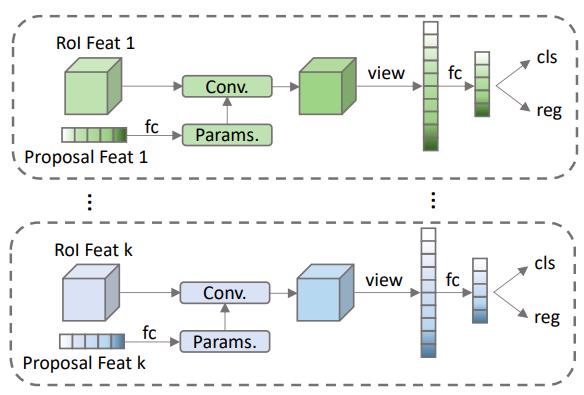 RoI Feat 1
Conv.
view
fc
cls
reg
fc
Params.
Proposal Feat 1
⋮
⋮
RoI Feat k
Conv.
view
fc
cls
reg
fc
Params.
Proposal Feat k